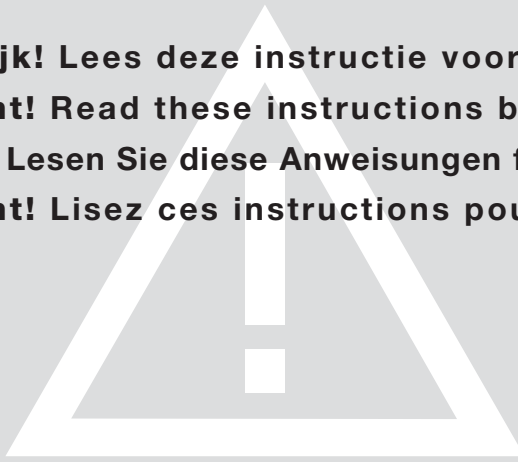 jk! Lees deze instructie voor
nt! Read these instructions b
Lesen Sie diese Anweisungen f
nt! Lisez ces instructions pou